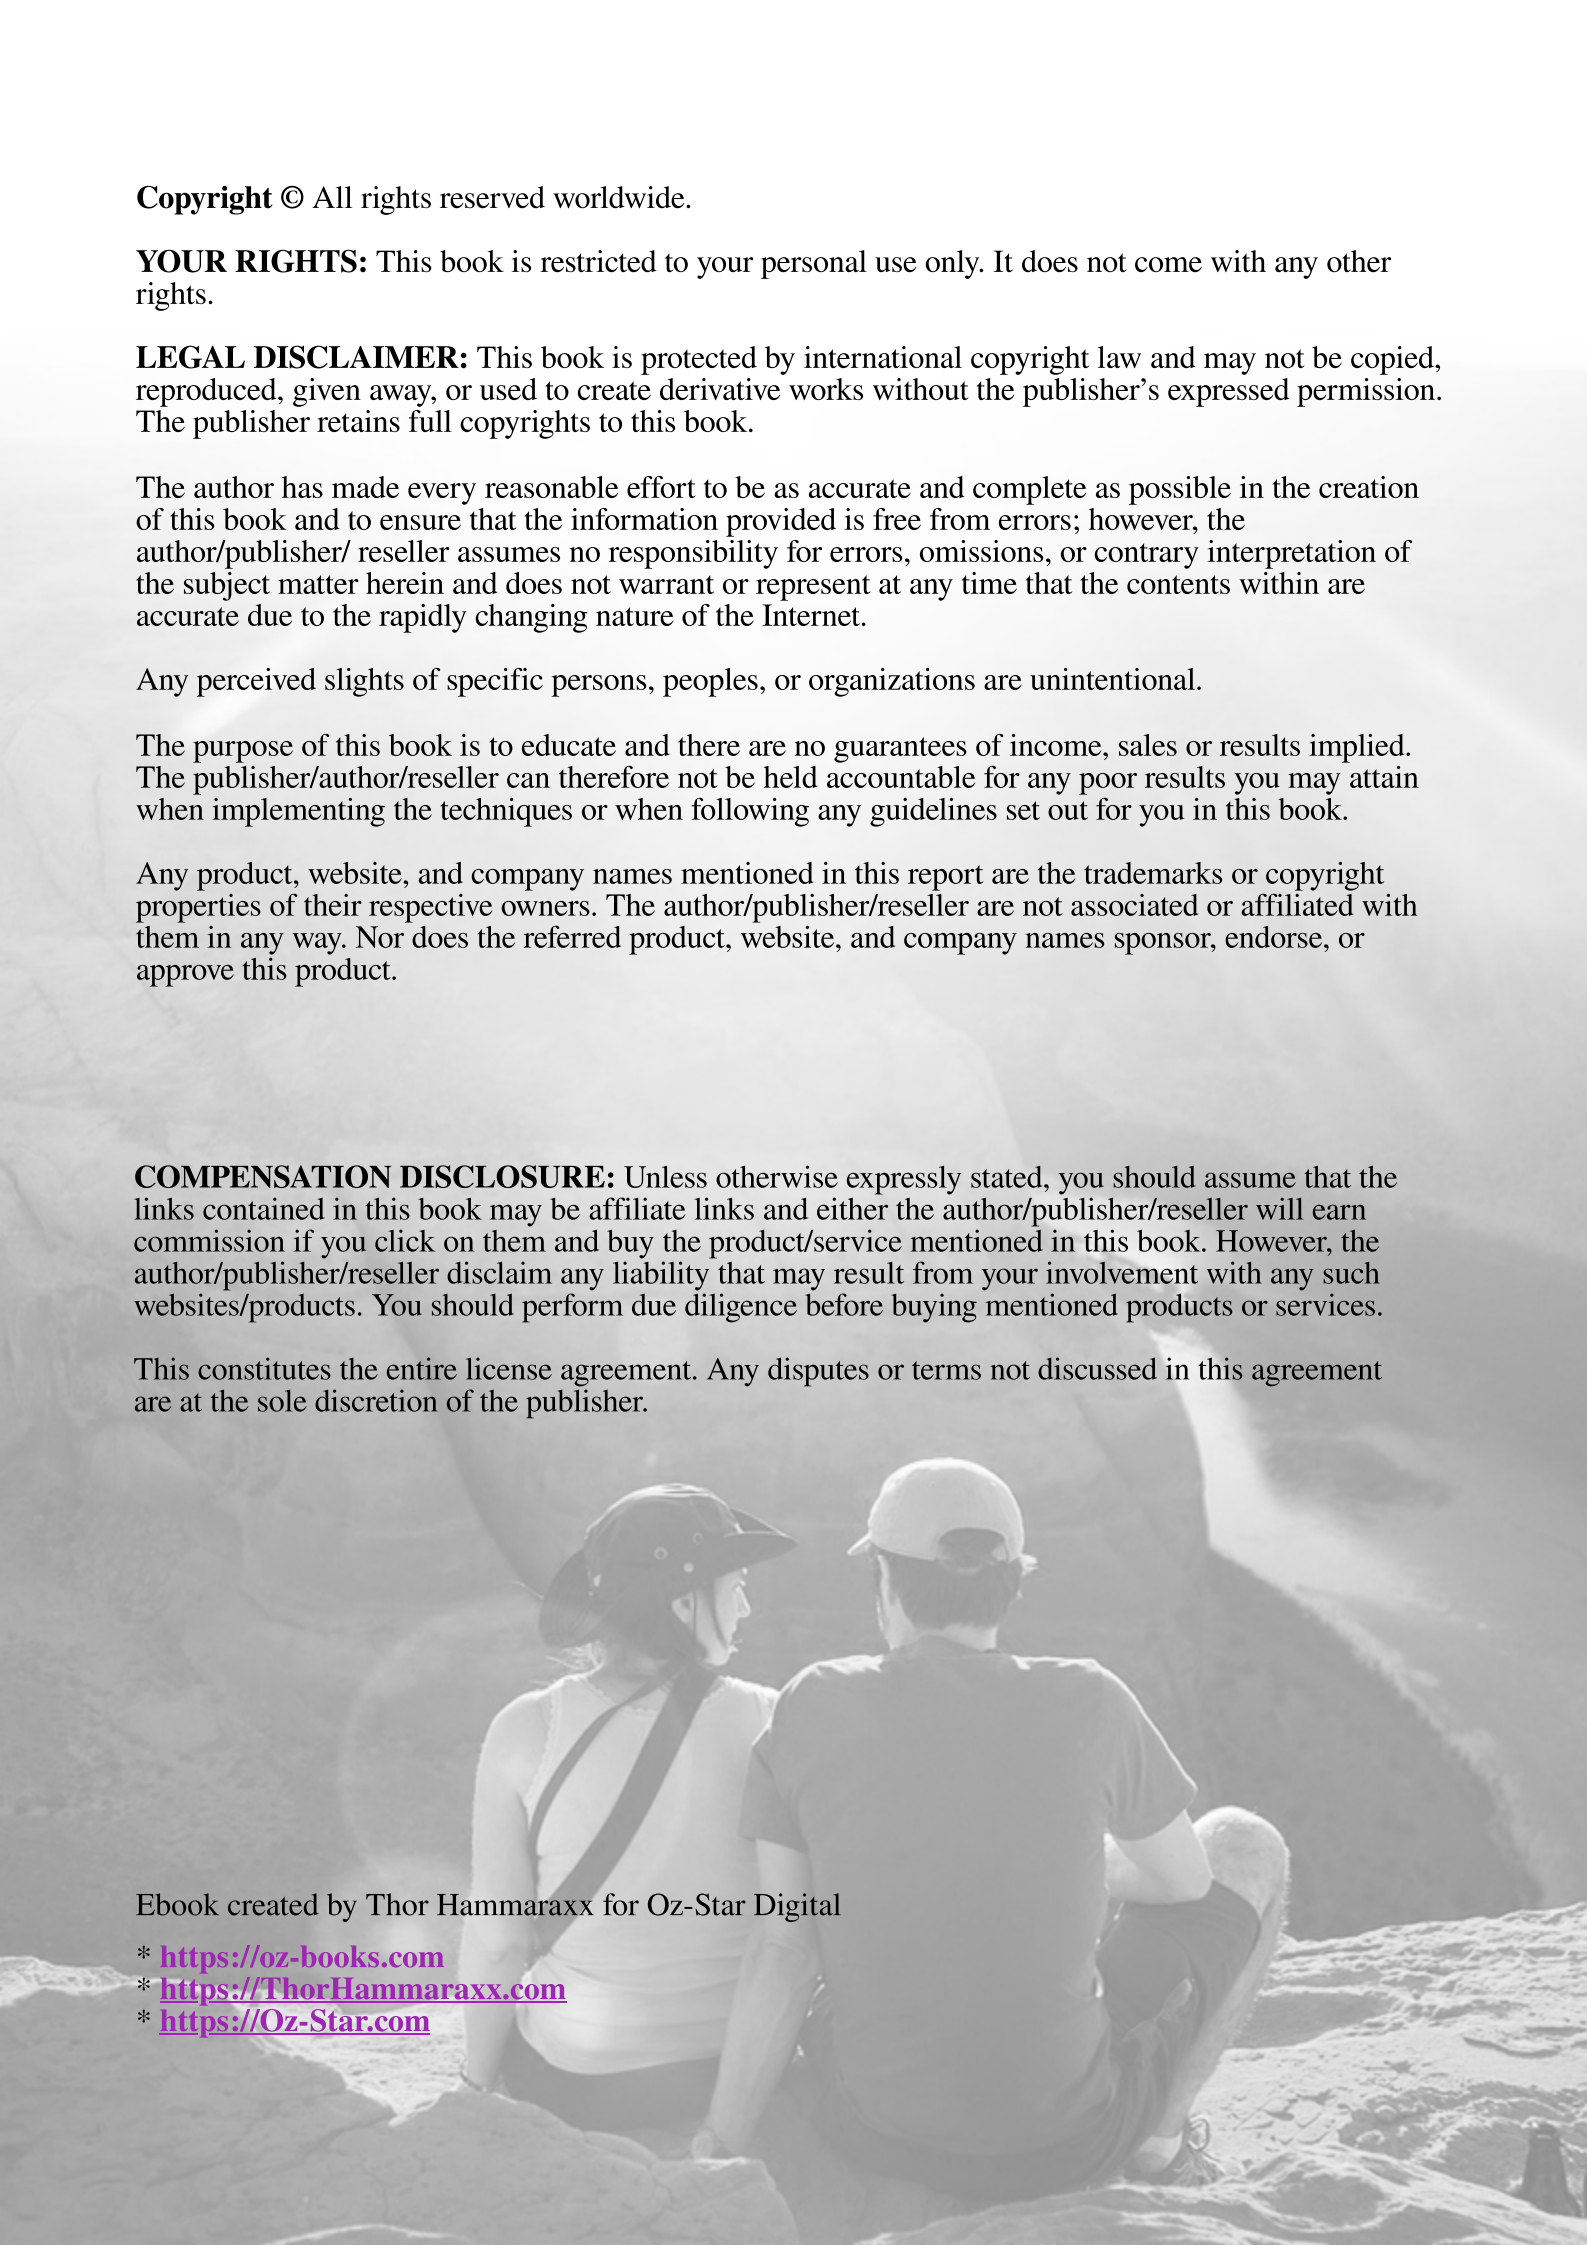 Copyright © All rights reserved worldwide.
YOUR RIGHTS: This book is restricted to your personal use only. It does not come with any other
rights.
LEGAL DISCLAIMER: This book is protected by international copyright law and may not be copied,
reproduced, given away, or used to create derivative works without the publisher’s expressed permission.
The publisher retains full copyrights to this book.
The author has made every reasonable effort to be as accurate and complete as possible in the creation
of this book and to ensure that the information provided is free from errors; however, the
author/publisher/ reseller assumes no responsibility for errors, omissions, or contrary interpretation of
the subject matter herein and does not warrant or represent at any time that the contents within are
accurate due to the rapidly changing nature of the Internet.
Any perceived slights of specific persons, peoples, or organizations are unintentional.
The purpose of this book is to educate and there are no guarantees of income, sales or results implied.
The publisher/author/reseller can therefore not be held accountable for any poor results you may attain
when implementing the techniques or when following any guidelines set out for you in this book.
Any product, website, and company names mentioned in this report are the trademarks or copyright
properties of their respective owners. The author/publisher/reseller are not associated or affiliated with
them in any way. Nor does the referred product, website, and company names sponsor, endorse, or
approve this product.
COMPENSATION DISCLOSURE: Unless otherwise expressly stated, you should assume that the
links contained in this book may be affiliate links and either the author/publisher/reseller will earn
commission if you click on them and buy the product/service mentioned in this book. However, the
author/publisher/reseller disclaim any liability that may result from your involvement with any such
websites/products. You should perform due diligence before buying mentioned products or services.
This constitutes the entire license agreement. Any disputes or terms not discussed in this agreement
are at the sole discretion of the publisher.
Ebook created by Thor Hammaraxx for Oz-Star Digital
* https://oz-books.com
* https://ThorHammaraxx.com
* https://Oz-Star.com